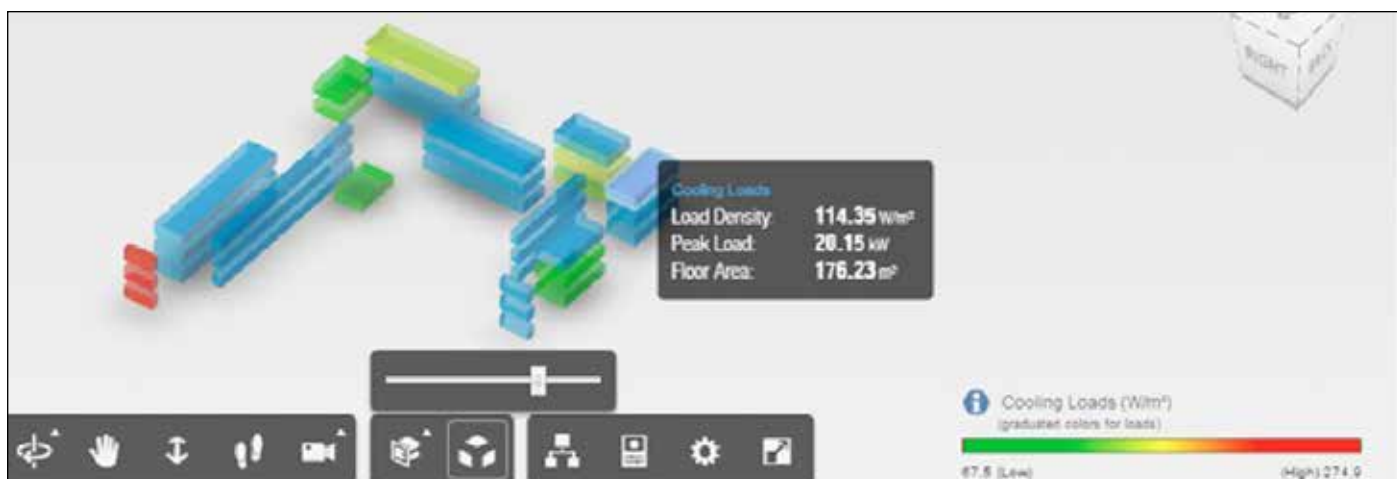 RIGHT
Cooling Loads
Load Density: 114.35 W/m²
Peak Load: 20.15 kW
Floor Area: 176.23 m²
Cooling Loads (W/m²)
(graduated colors for loads)
67.5 (Low) (High) 274.9